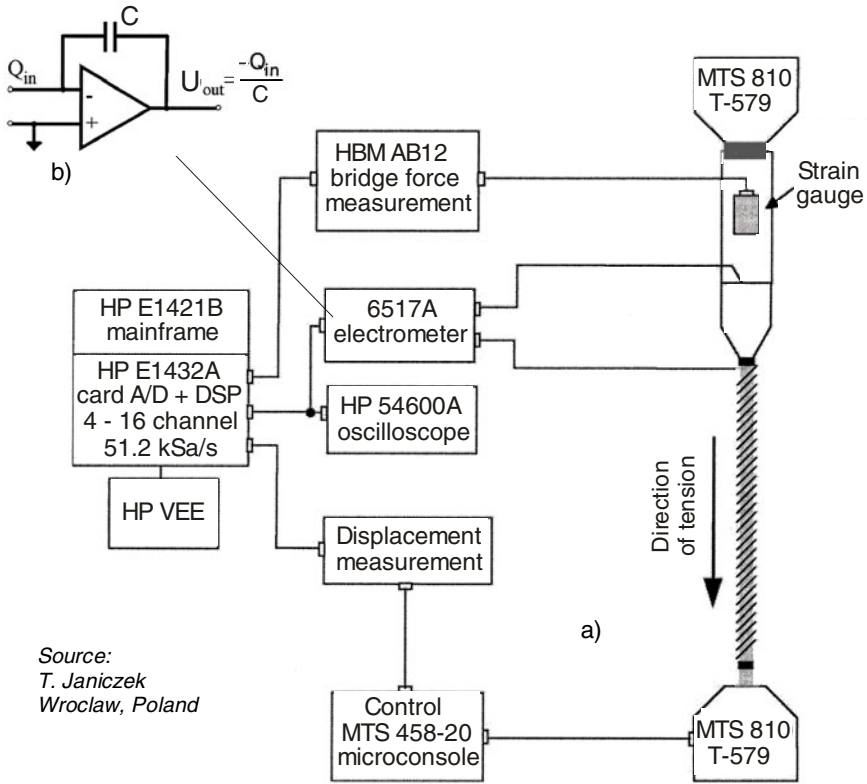 C
Q_in
U_out = -Q_in / C
-
+
b)
MTS 810
T-579
HBM AB12
bridge force
measurement
Strain
gauge
HP E1421B
mainframe
6517A
electrometer
HP E1432A
card A/D + DSP
4 - 16 channel
51.2 kSa/s
HP 54600A
oscilloscope
HP VEE
Displacement
measurement
Direction
of tension
a)
Source:
T. Janiczek
Wroclaw, Poland
Control
MTS 458-20
microconsole
MTS 810
T-579